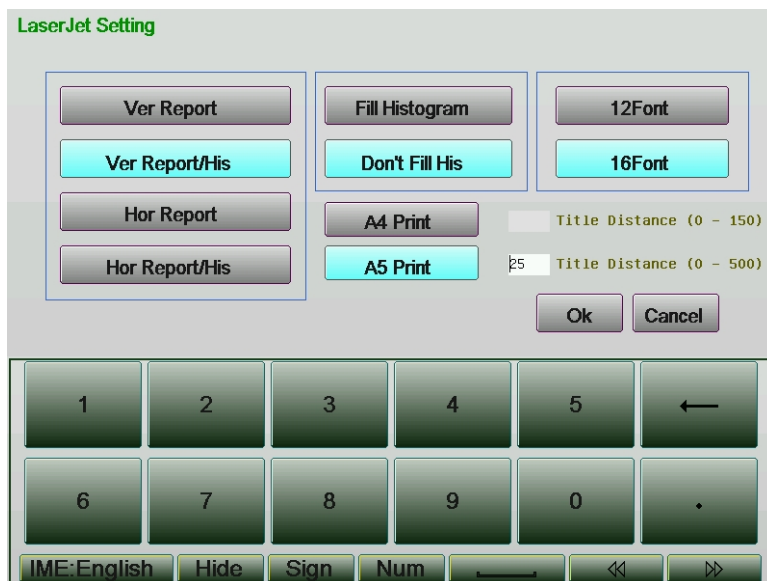 LaserJet Setting
Ver Report
Fill Histogram
12Font
Ver Report/His
Don't Fill His
16Font
Hor Report
A4 Print
Title Distance (0 - 150)
Hor Report/His
A5 Print
25
Title Distance (0 - 500)
Ok
Cancel
1
2
3
4
5
6
7
8
9
0
.
IME:English
Hide
Sign
Num